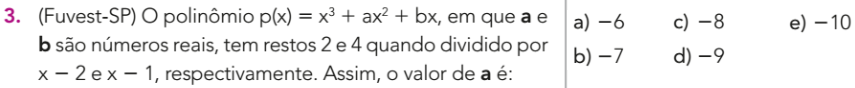 3. (Fuvest-SP) O polinômio p(x) = x³ + ax² + bx, em que a e
b são números reais, tem restos 2 e 4 quando dividido por
x − 2 e x − 1, respectivamente. Assim, o valor de a é:
a) −6 c) −8 e) −10
b) −7 d) −9